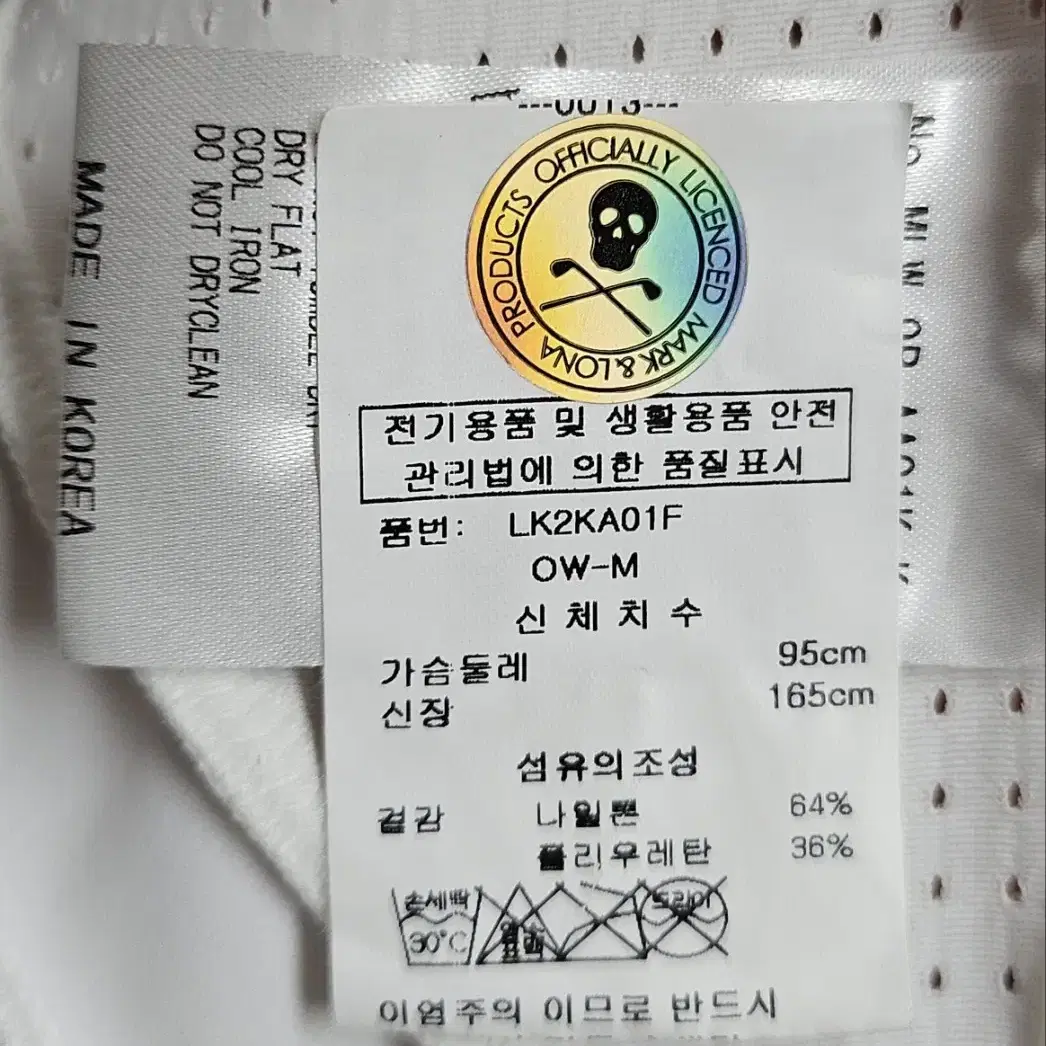 ---0013---
OFFICIALLY LICENCED MARK&LONA PRODUCTS
전기용품 및 생활용품 안전
관리법에 의한 품질표시
품번: LK2KA01F
OW-M
신체치수
가슴둘레 95cm
신장 165cm
섬유의조성
겉감 나일론 64%
폴리우레탄 36%
손세탁
30°C
드라이
이염주의 이므로 반드시
DRY FLAT
COOL IRON
DO NOT DRYCLEAN
MADE IN KOREA